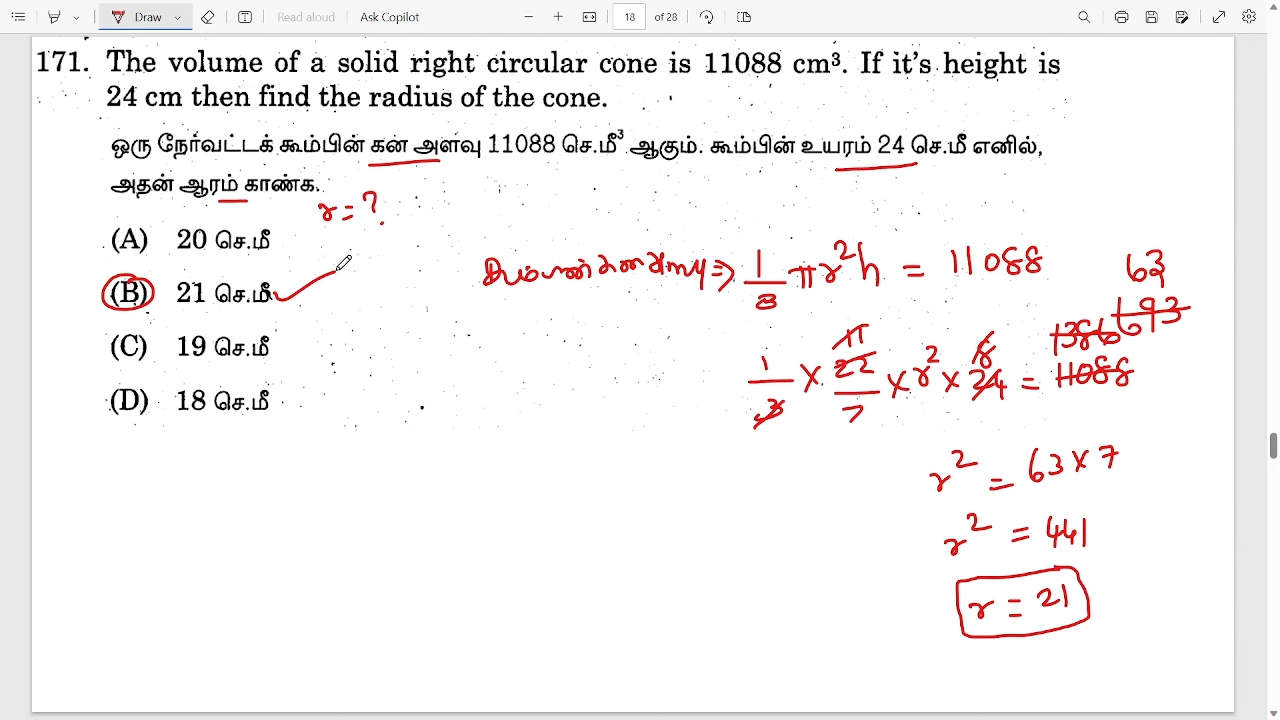 Draw
Read aloud
Ask Copilot
18 of 28
171. The volume of a solid right circular cone is 11088 cm³. If it's height is
24 cm then find the radius of the cone.
ஒரு நேர்வட்டக் கூம்பின் கன அளவு 11088 செ.மீ³ ஆகும். கூம்பின் உயரம் 24 செ.மீ எனில்,
அதன் ஆரம் காண்க.
r = ?
(A) 20 செ.மீ
(B) 21 செ.மீ
(C) 19 செ.மீ
(D) 18 செ.மீ
⇒ 1/3 πr²h = 11088
63
693
1386
11 8
1/3 × 22/7 × r² × 24 = 11088
r² = 63 × 7
r² = 441
r = 21